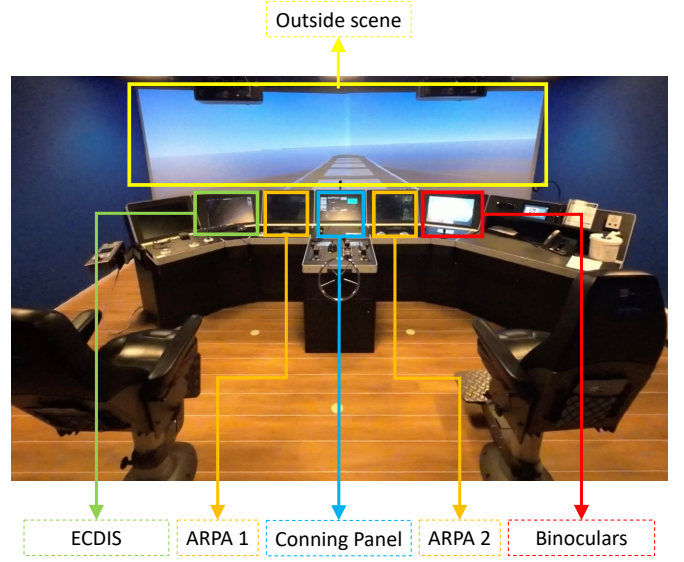 Outside scene
ECDIS
ARPA 1
Conning Panel
ARPA 2
Binoculars